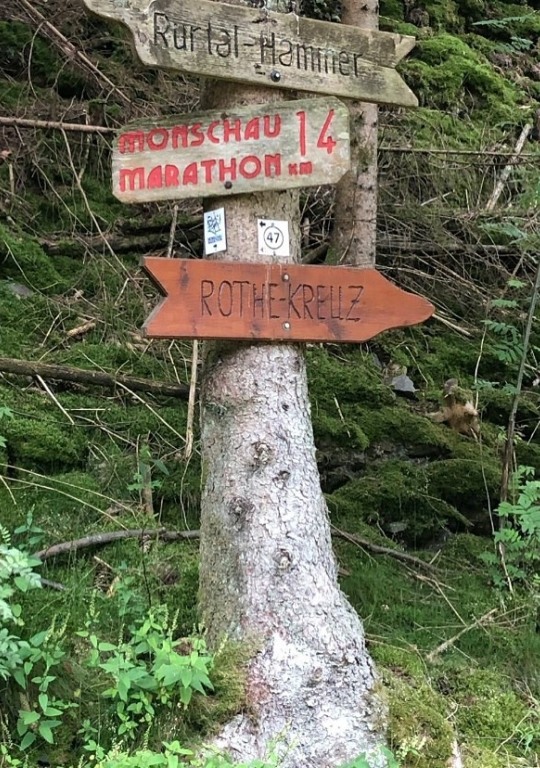 Rurtal-Hammer
MONSCHAU 14
MARATHON KM
47
ROTHE-KREUZ